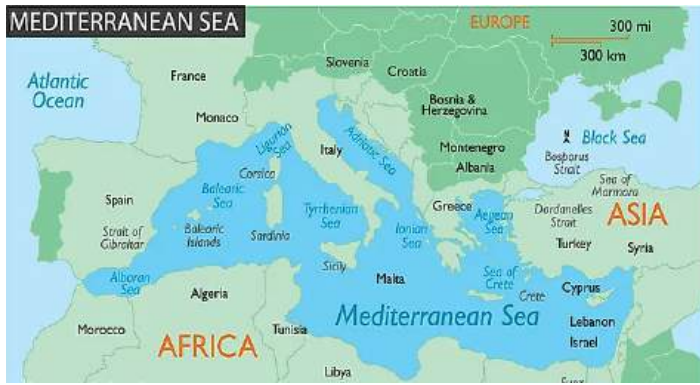 MEDITERRANEAN SEA
EUROPE
300 mi
300 km
Atlantic
Ocean
France
Slovenia
Croatia
Bosnia &
Herzegovina
Monaco
Ligurian
Sea
Adriatic Sea
Italy
Montenegro
Albania
N
Black Sea
Bosporus
Strait
Corsica
Sea of
Marmara
Spain
Balearic
Sea
Tyrrhenian
Sea
Greece
Aegean
Sea
Dardanelles
Strait
ASIA
Strait of
Gibraltar
Balearic
Islands
Sardinia
Ionian
Sea
Turkey
Syria
Alboran
Sea
Sicily
Malta
Sea of
Crete
Crete
Cyprus
Algeria
Mediterranean Sea
Lebanon
Israel
Morocco
AFRICA
Tunisia
Libya